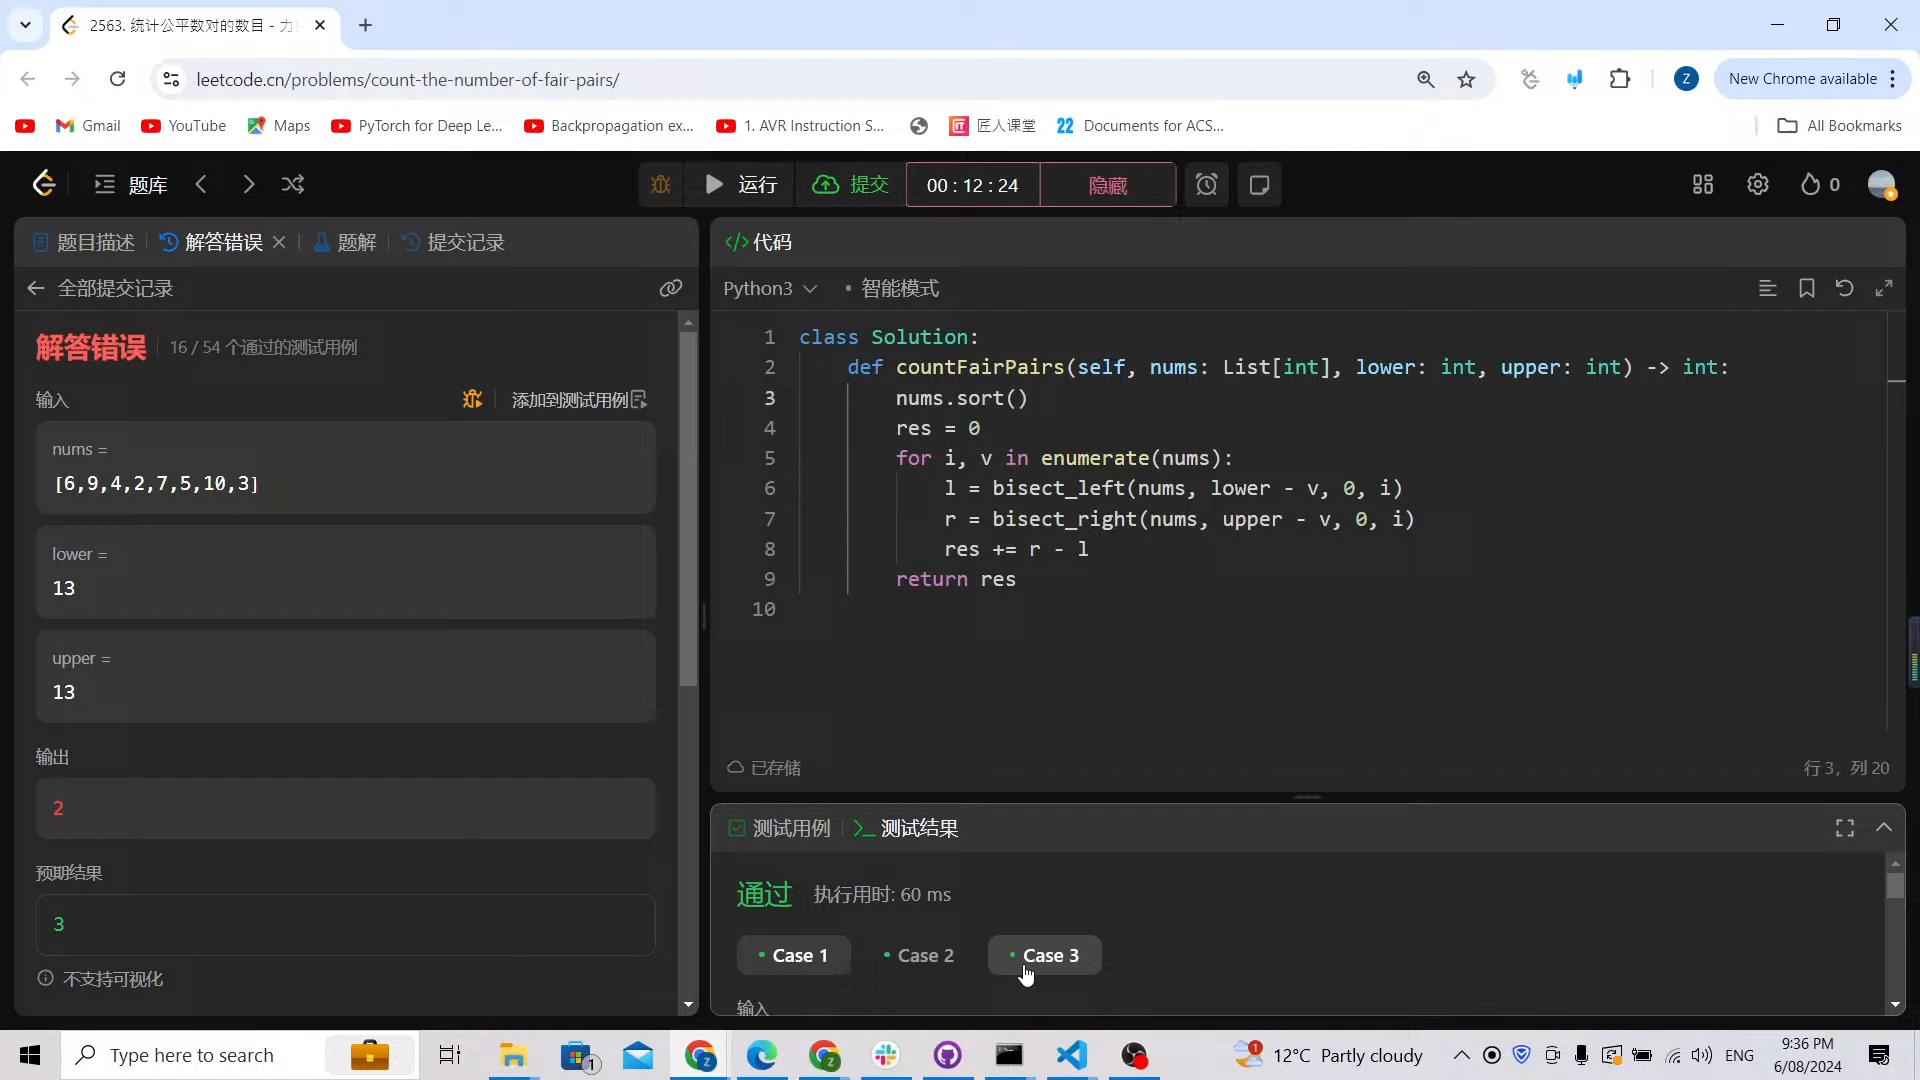 2563. 统计公平数对的数目 - 力
leetcode.cn/problems/count-the-number-of-fair-pairs/
Z
New Chrome available
Gmail
YouTube
Maps
PyTorch for Deep Le...
Backpropagation ex...
1. AVR Instruction S...
匠人课堂
22 Documents for ACS...
All Bookmarks
题库
运行
提交
00 : 12 : 24
隐藏
0
题目描述
解答错误
题解
提交记录
</> 代码
全部提交记录
Python3
• 智能模式
解答错误
16 / 54 个通过的测试用例
输入
添加到测试用例
nums =
[6,9,4,2,7,5,10,3]
lower =
13
upper =
13
输出
2
预期结果
3
不支持可视化
1 class Solution:
2 def countFairPairs(self, nums: List[int], lower: int, upper: int) -> int:
3 nums.sort()
4 res = 0
5 for i, v in enumerate(nums):
6 l = bisect_left(nums, lower - v, 0, i)
7 r = bisect_right(nums, upper - v, 0, i)
8 res += r - l
9 return res
10
已存储
行 3, 列 20
测试用例
>_ 测试结果
通过
执行用时: 60 ms
• Case 1
• Case 2
• Case 3
输入
Type here to search
1
Z
Z
1
12°C Partly cloudy
ENG
9:36 PM
6/08/2024